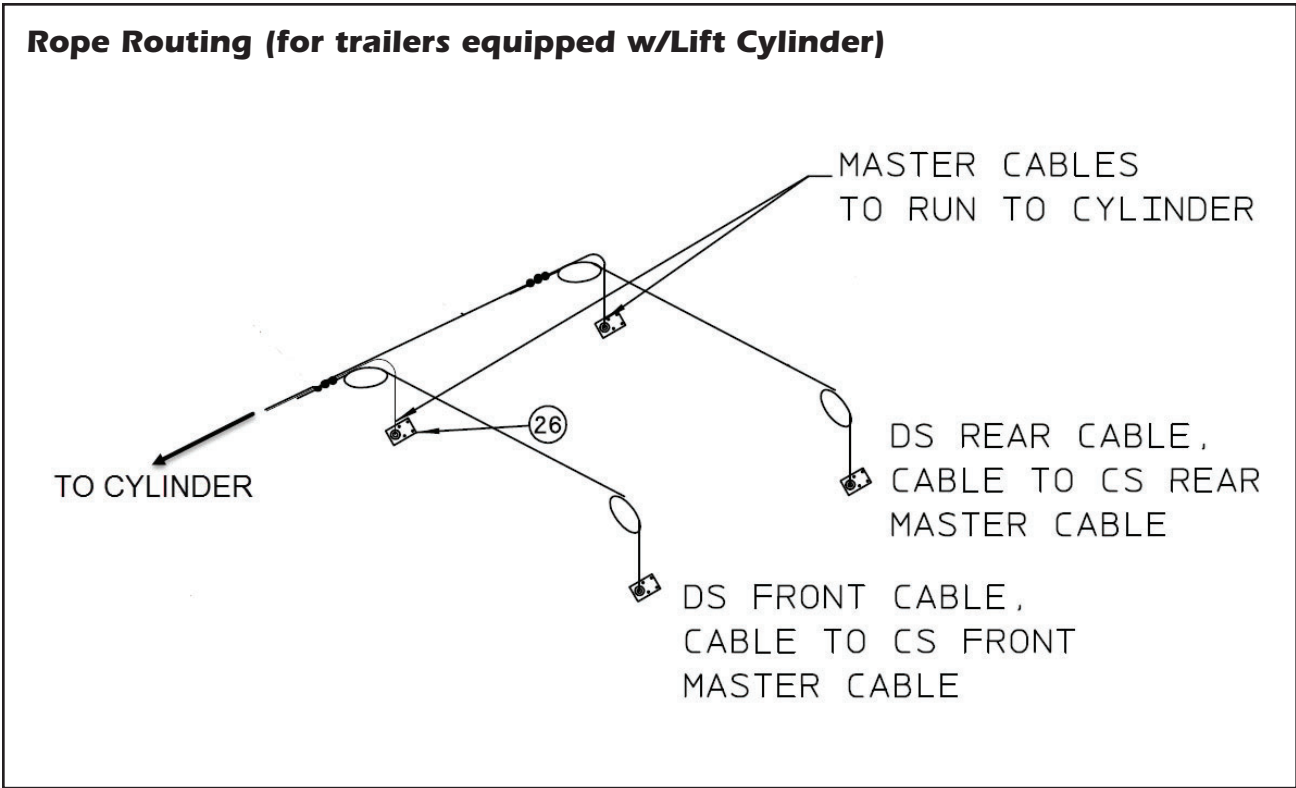 Rope Routing (for trailers equipped w/Lift Cylinder)
MASTER CABLES
TO RUN TO CYLINDER
26
TO CYLINDER
DS REAR CABLE,
CABLE TO CS REAR
MASTER CABLE
DS FRONT CABLE,
CABLE TO CS FRONT
MASTER CABLE